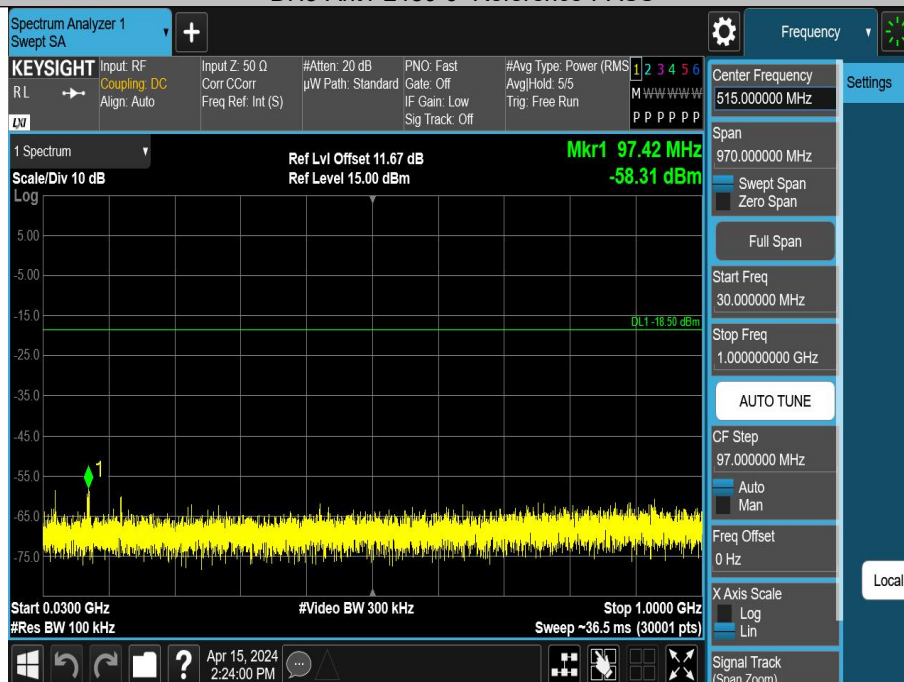 Spectrum Analyzer 1
Swept SA
Frequency
KEYSIGHT
RL
LXI
Input: RF
Coupling: DC
Align: Auto
Input Z: 50 Ω
Corr CCorr
Freq Ref: Int (S)
#Atten: 20 dB
µW Path: Standard
PNO: Fast
Gate: Off
IF Gain: Low
Sig Track: Off
#Avg Type: Power (RMS
Avg|Hold: 5/5
Trig: Free Run
1 2 3 4 5 6
M W W W W W
P P P P P P
1 Spectrum
Scale/Div 10 dB
Log
Ref Lvl Offset 11.67 dB
Ref Level 15.00 dBm
Mkr1 97.42 MHz
-58.31 dBm
5.00
-5.00
-15.0
DL1 -18.50 dBm
-25.0
-35.0
-45.0
1
-55.0
-65.0
-75.0
Start 0.0300 GHz
#Res BW 100 kHz
#Video BW 300 kHz
Stop 1.0000 GHz
Sweep ~36.5 ms (30001 pts)
Center Frequency
515.000000 MHz
Settings
Span
970.000000 MHz
Swept Span
Zero Span
Full Span
Start Freq
30.000000 MHz
Stop Freq
1.000000000 GHz
AUTO TUNE
CF Step
97.000000 MHz
Auto
Man
Freq Offset
0 Hz
Local
X Axis Scale
Log
Lin
Signal Track
(Span Zoom)
?
Apr 15, 2024
2:24:00 PM